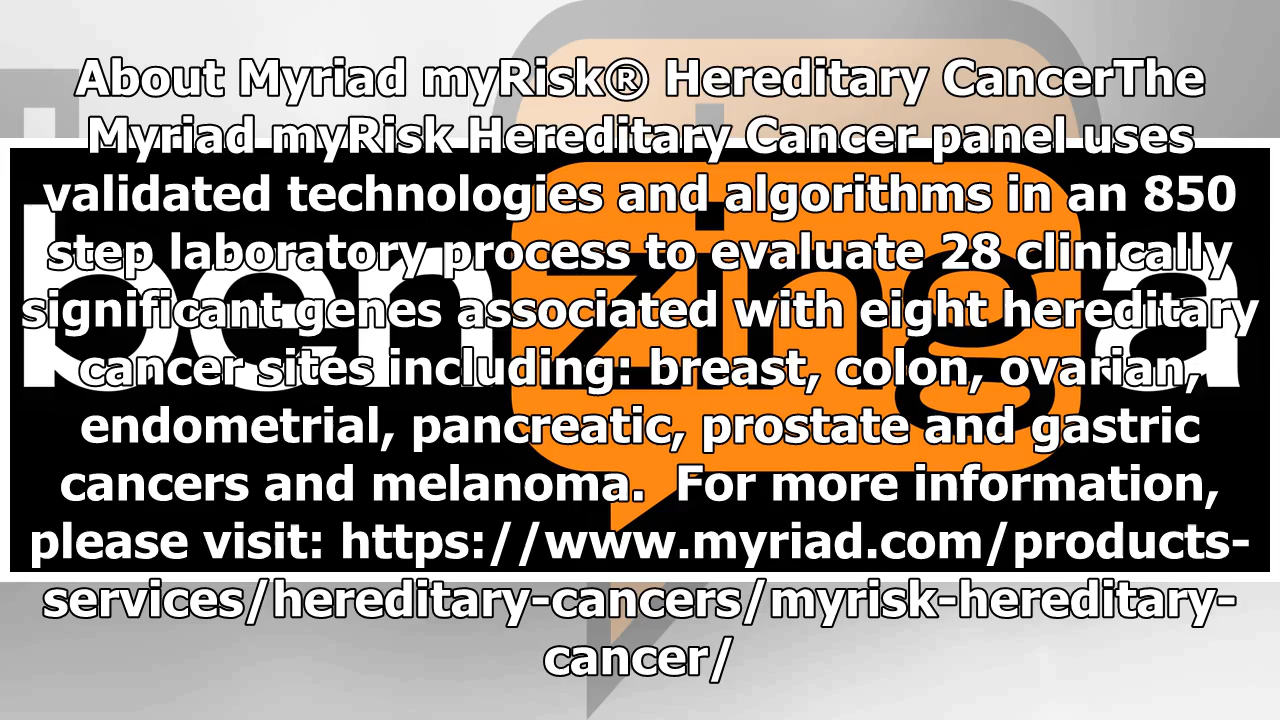 About Myriad myRisk® Hereditary CancerThe
Myriad myRisk Hereditary Cancer panel uses
validated technologies and algorithms in an 850
step laboratory process to evaluate 28 clinically
significant genes associated with eight hereditary
cancer sites including: breast, colon, ovarian,
endometrial, pancreatic, prostate and gastric
cancers and melanoma.  For more information,
please visit: https://www.myriad.com/products-
services/hereditary-cancers/myrisk-hereditary-
cancer/
benzinga